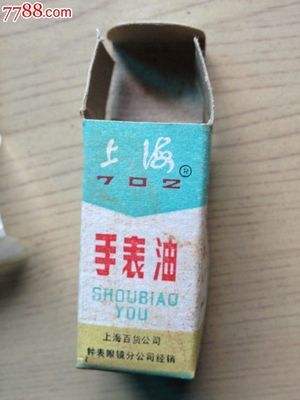 7788.com
上海®
702
手表油
SHOUBIAO
YOU
上海百货公司
钟表眼镜分公司经销